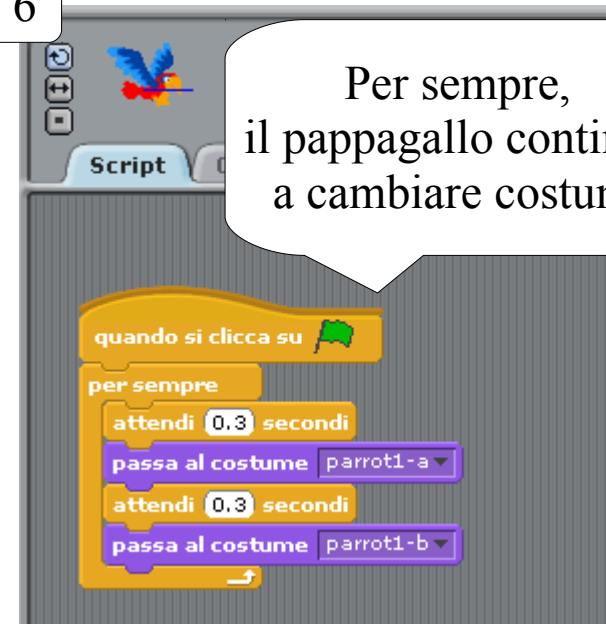 6
Per sempre,
il pappagallo conti
a cambiare costu
Script
quando si clicca su
per sempre
attendi 0.3 secondi
passa al costume parrot1-a
attendi 0.3 secondi
passa al costume parrot1-b